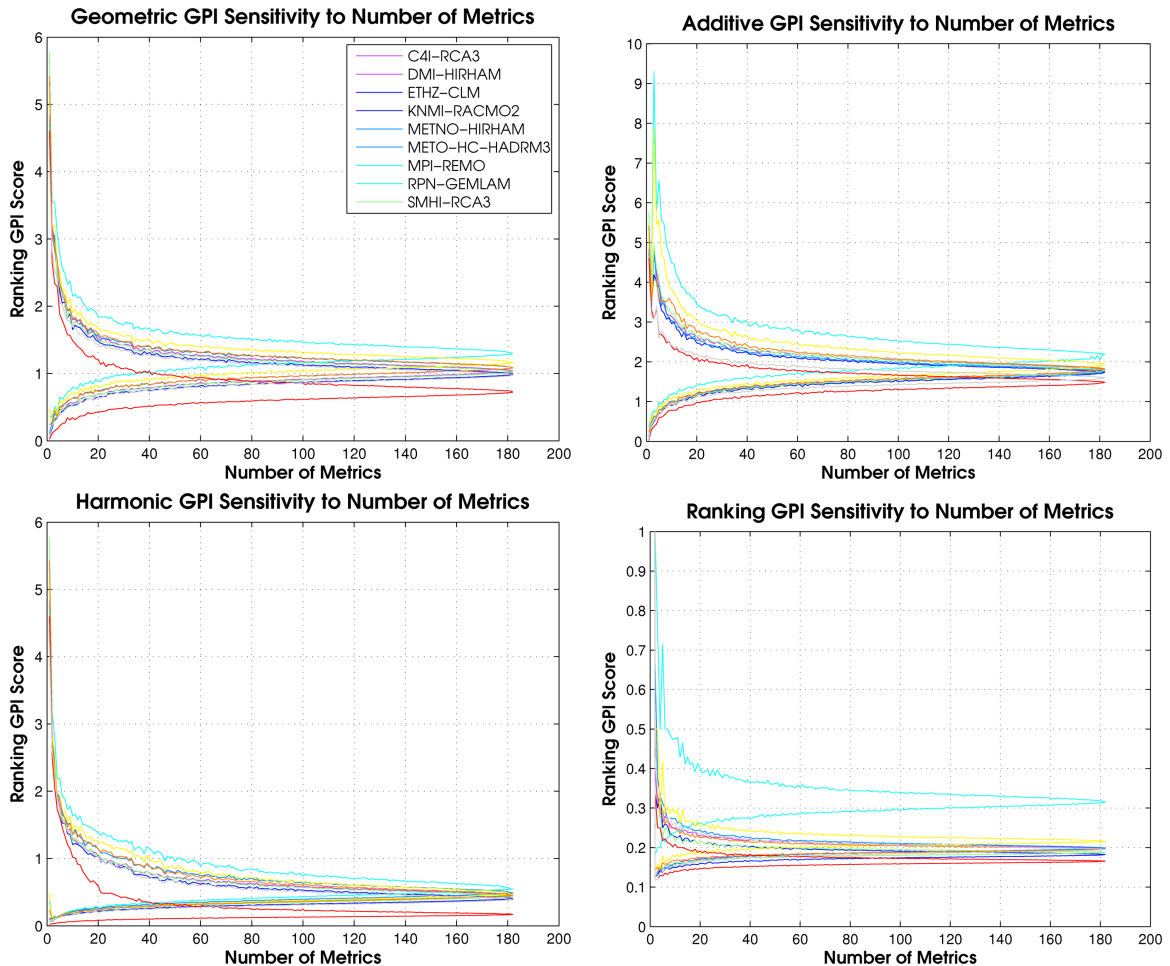 Geometric GPI Sensitivity to Number of Metrics
6
5
4
3
2
1
0
Ranking GPI Score
C4I-RCA3
DMI-HIRHAM
ETHZ-CLM
KNMI-RACMO2
METNO-HIRHAM
METO-HC-HADRM3
MPI-REMO
RPN-GEMLAM
SMHI-RCA3
0 20 40 60 80 100 120 140 160 180 200
Number of Metrics
Additive GPI Sensitivity to Number of Metrics
10
9
8
7
6
5
4
3
2
1
0
Ranking GPI Score
0 20 40 60 80 100 120 140 160 180 200
Number of Metrics
Harmonic GPI Sensitivity to Number of Metrics
6
5
4
3
2
1
0
Ranking GPI Score
0 20 40 60 80 100 120 140 160 180 200
Number of Metrics
Ranking GPI Sensitivity to Number of Metrics
1
0.9
0.8
0.7
0.6
0.5
0.4
0.3
0.2
0.1
0
Ranking GPI Score
0 20 40 60 80 100 120 140 160 180 200
Number of Metrics